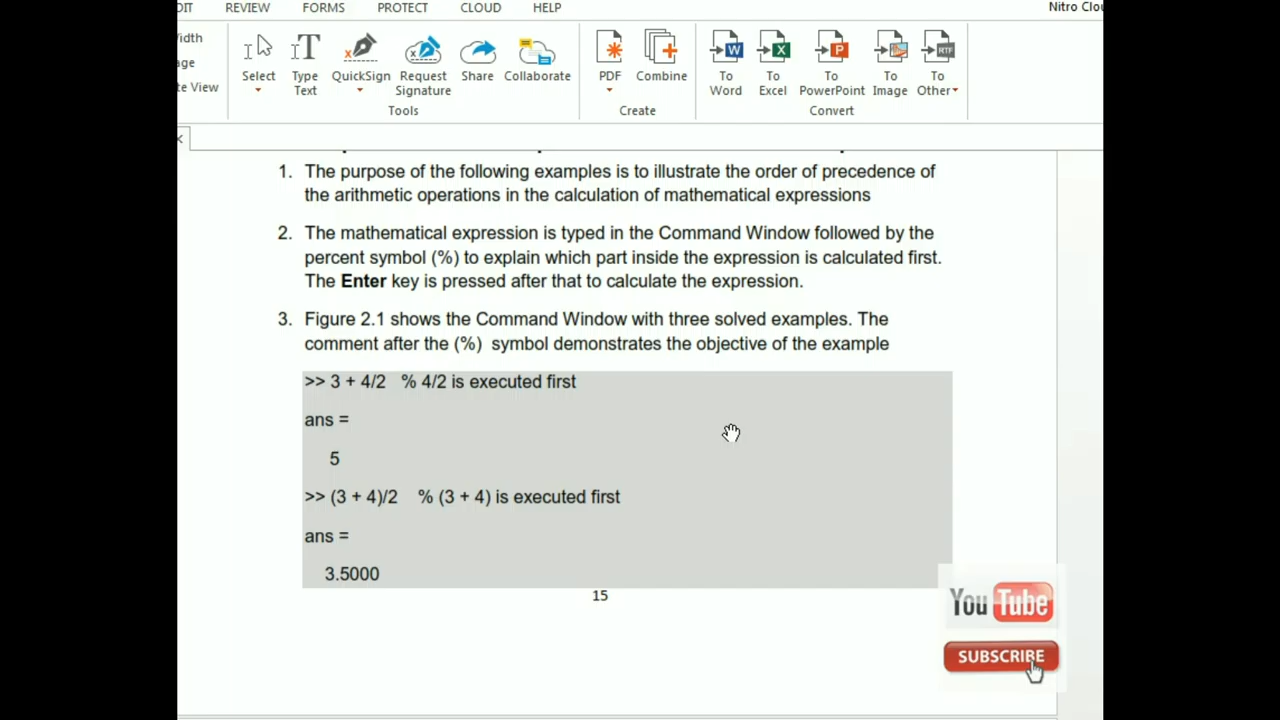 DIT REVIEW FORMS PROTECT CLOUD HELP Nitro Clou
idth
age
te View
Select Type Text QuickSign Request Signature Share Collaborate PDF Combine To Word To Excel To PowerPoint To Image To Other
Tools Create Convert
1. The purpose of the following examples is to illustrate the order of precedence of
the arithmetic operations in the calculation of mathematical expressions
2. The mathematical expression is typed in the Command Window followed by the
percent symbol (%) to explain which part inside the expression is calculated first.
The Enter key is pressed after that to calculate the expression.
3. Figure 2.1 shows the Command Window with three solved examples. The
comment after the (%) symbol demonstrates the objective of the example
>> 3 + 4/2 % 4/2 is executed first
ans =
5
>> (3 + 4)/2 % (3 + 4) is executed first
ans =
3.5000
15
You Tube
SUBSCRIBE